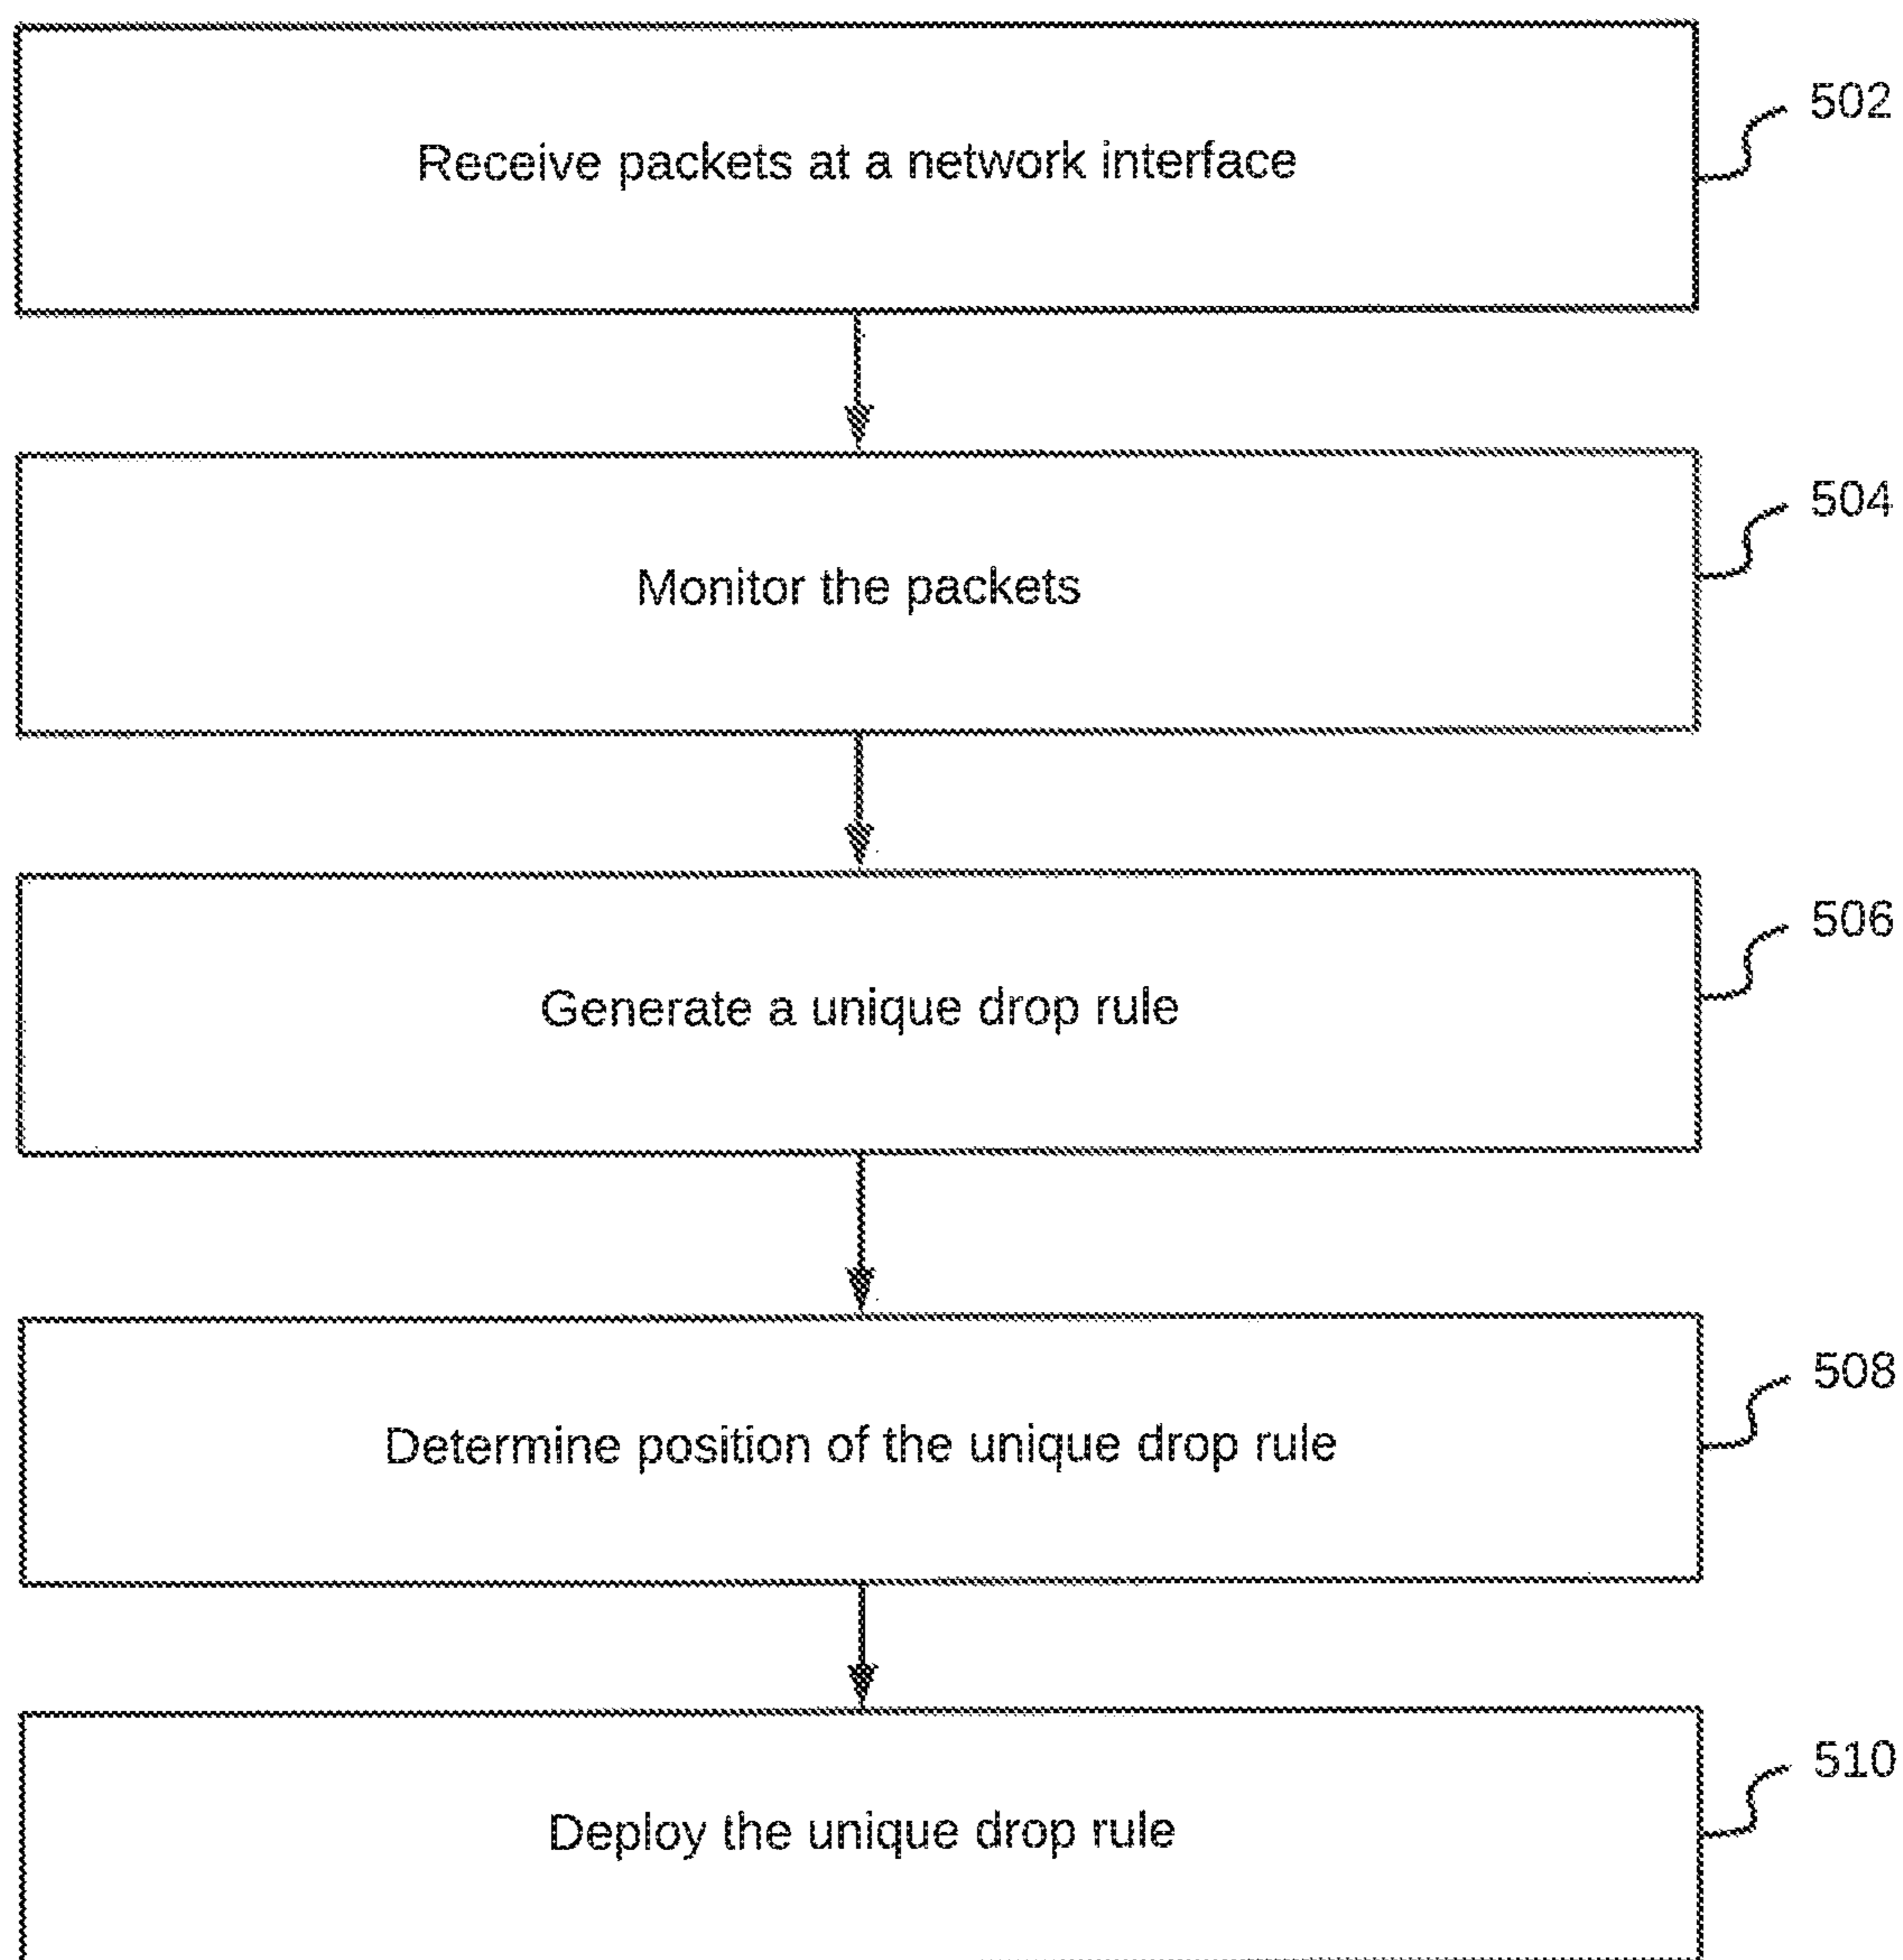 Receive packets at a network interface
502
Monitor the packets
504
Generate a unique drop rule
506
Determine position of the unique drop rule
508
Deploy the unique drop rule
510